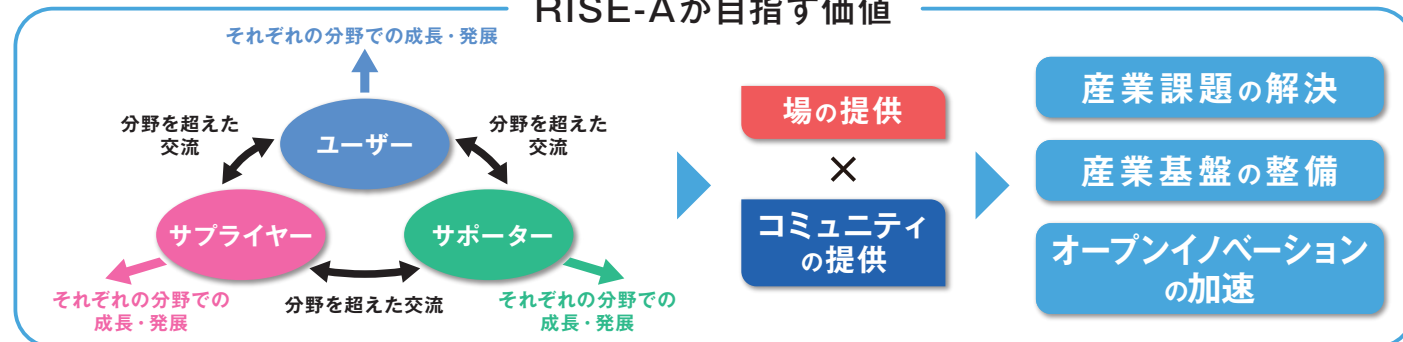 RISE-Aが目指す価値
それぞれの分野での成長・発展
分野を超えた
交流
ユーザー
分野を超えた
交流
サプライヤー
サポーター
それぞれの分野での
成長・発展
分野を超えた交流
それぞれの分野での
成長・発展
場の提供
×
コミュニティ
の提供
産業課題の解決
産業基盤の整備
オープンイノベーション
の加速